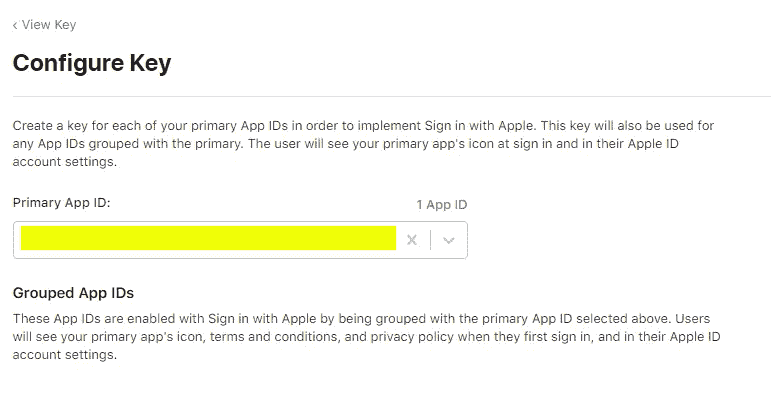 ‹ View Key
Configure Key
Create a key for each of your primary App IDs in order to implement Sign in with Apple. This key will also be used for
any App IDs grouped with the primary. The user will see your primary app's icon at sign in and in their Apple ID
account settings.
Primary App ID:
1 App ID
Grouped App IDs
These App IDs are enabled with Sign in with Apple by being grouped with the primary App ID selected above. Users
will see your primary app's icon, terms and conditions, and privacy policy when they first sign in, and in their Apple ID
account settings.